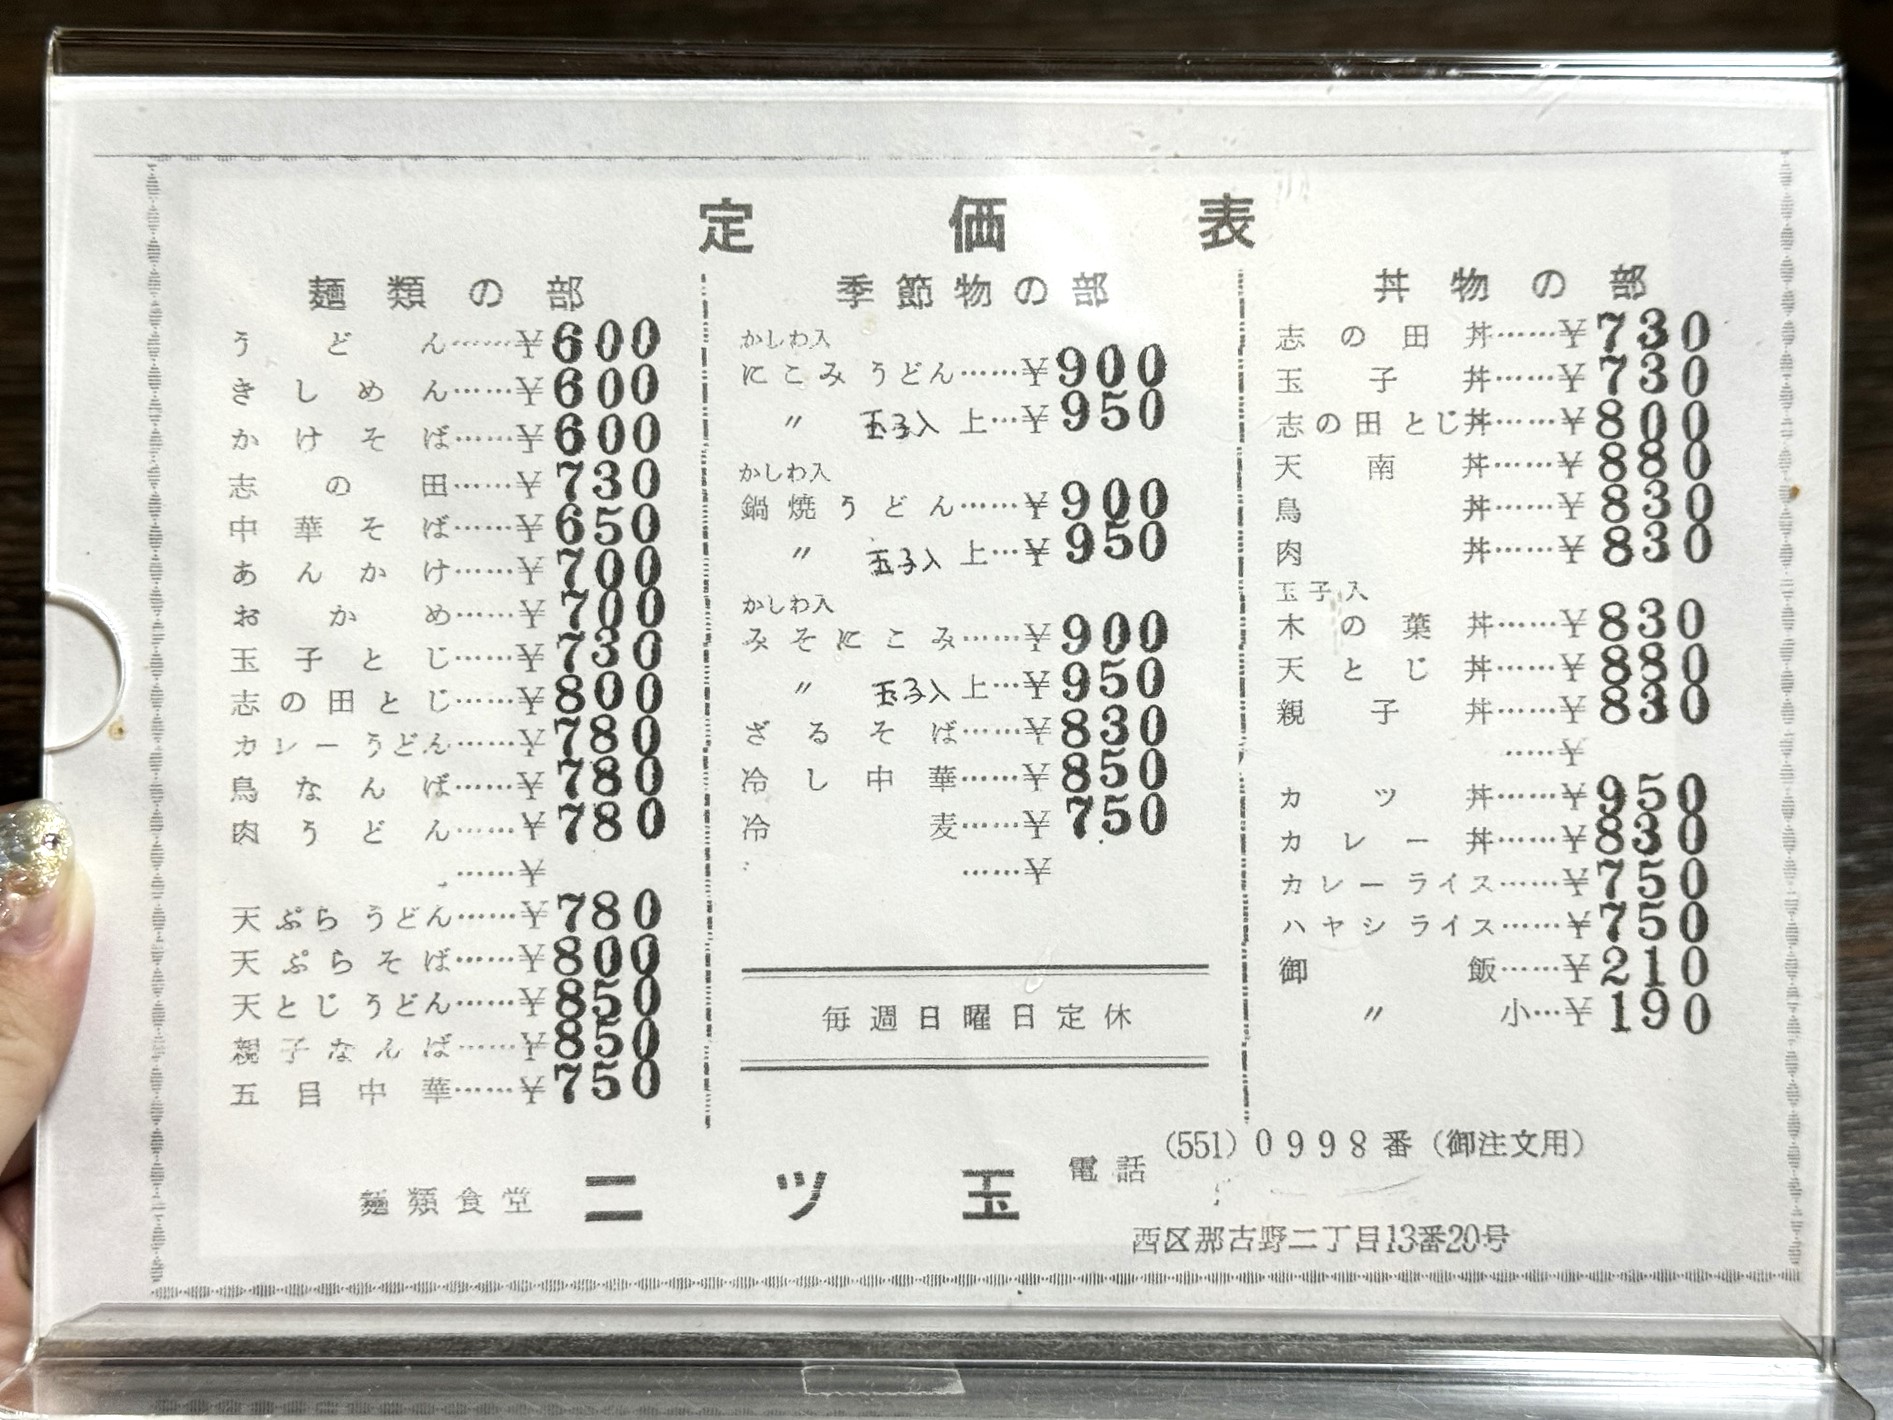 定価表
麺類の部
うどん……¥600
きしめん……¥600
かけそば……¥600
志の田……¥730
中華そば……¥650
あんかけ……¥700
おかめ……¥700
玉子とじ……¥730
志の田とじ……¥800
カレーうどん……¥780
鳥なんば……¥780
肉うどん……¥780
……¥
天ぷらうどん……¥780
天ぷらそば……¥800
天とじうどん……¥850
親子なんば……¥850
五目中華……¥750
季節物の部
かしわ入
にこみうどん……¥900
〃 玉子入 上…¥950
かしわ入
鍋焼うどん……¥900
〃 玉子入 上…¥950
かしわ入
みそにこみ……¥900
〃 玉子入 上…¥950
ざるそば……¥830
冷し中華……¥850
冷麦……¥750
……¥
毎週日曜日定休
丼物の部
志の田丼……¥730
玉子丼……¥730
志の田とじ丼……¥800
天南丼……¥880
鳥丼……¥830
肉丼……¥830
玉子入
木の葉丼……¥830
天とじ丼……¥880
親子丼……¥830
……¥
カツ丼……¥950
カレー丼……¥830
カレーライス……¥750
ハヤシライス……¥750
御飯……¥210
〃 小…¥190
麺類食堂 二ツ玉
電話 (551)0998番(御注文用)
西区那古野二丁目13番20号